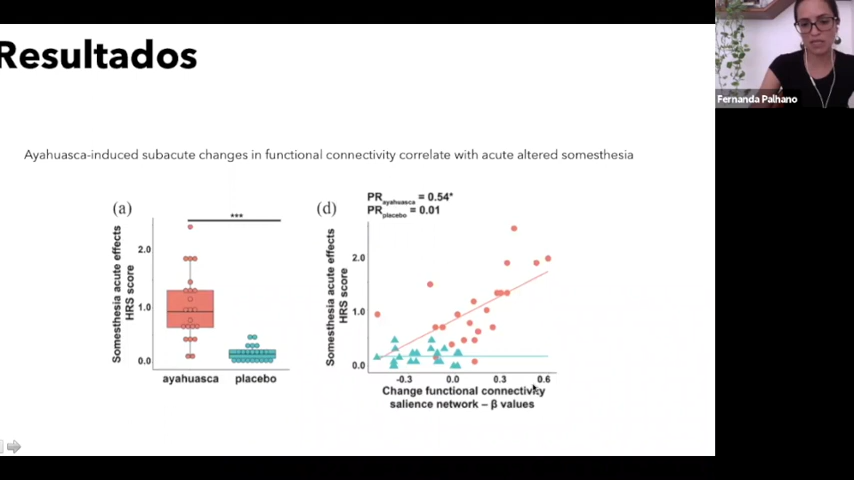 Resultados
Fernanda Palhano
Ayahuasca-induced subacute changes in functional connectivity correlate with acute altered somesthesia
(a)
***
Somesthesia acute effects
HRS score
2.0
1.0
0.0
ayahuasca
placebo
(d)
PRayahuasca = 0.54*
PRplacebo = 0.01
Somesthesia acute effects
HRS score
2.0
1.0
0.0
-0.3
0.0
0.3
0.6
Change functional connectivity
salience network – β values